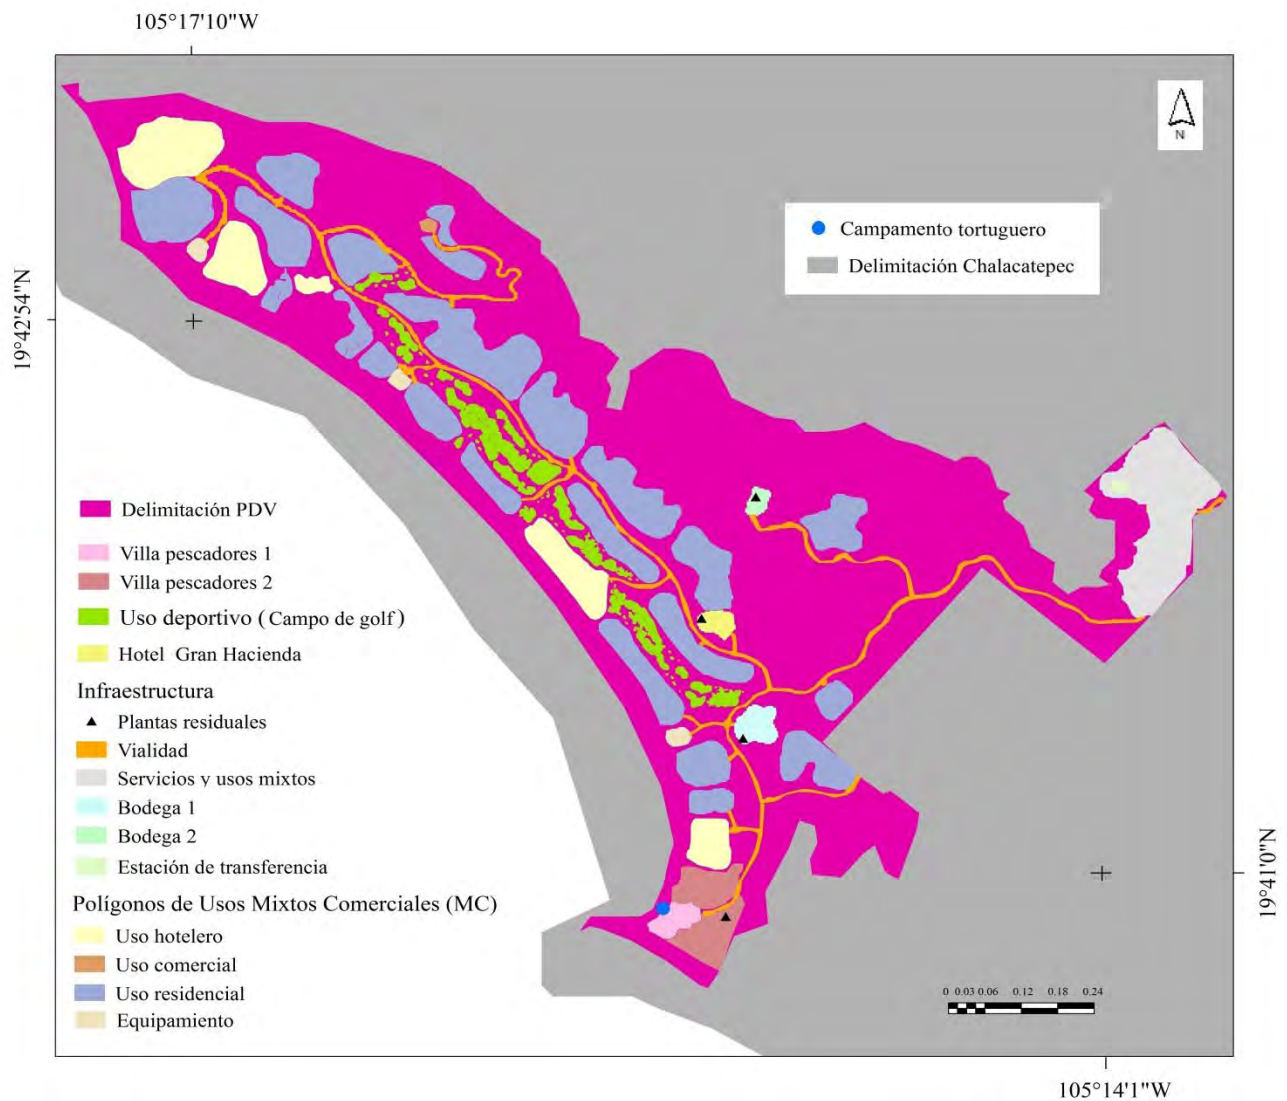 105°17'10"W
N
Campamento tortuguero
Delimitación Chalacatepec
19°42'54"N
Delimitación PDV
Villa pescadores 1
Villa pescadores 2
Uso deportivo (Campo de golf)
Hotel Gran Hacienda
Infraestructura
Plantas residuales
Vialidad
Servicios y usos mixtos
Bodega 1
Bodega 2
Estación de transferencia
Polígonos de Usos Mixtos Comerciales (MC)
Uso hotelero
Uso comercial
Uso residencial
Equipamiento
19°41'0"N
0 0.03 0.06 0.12 0.18 0.24
105°14'1"W